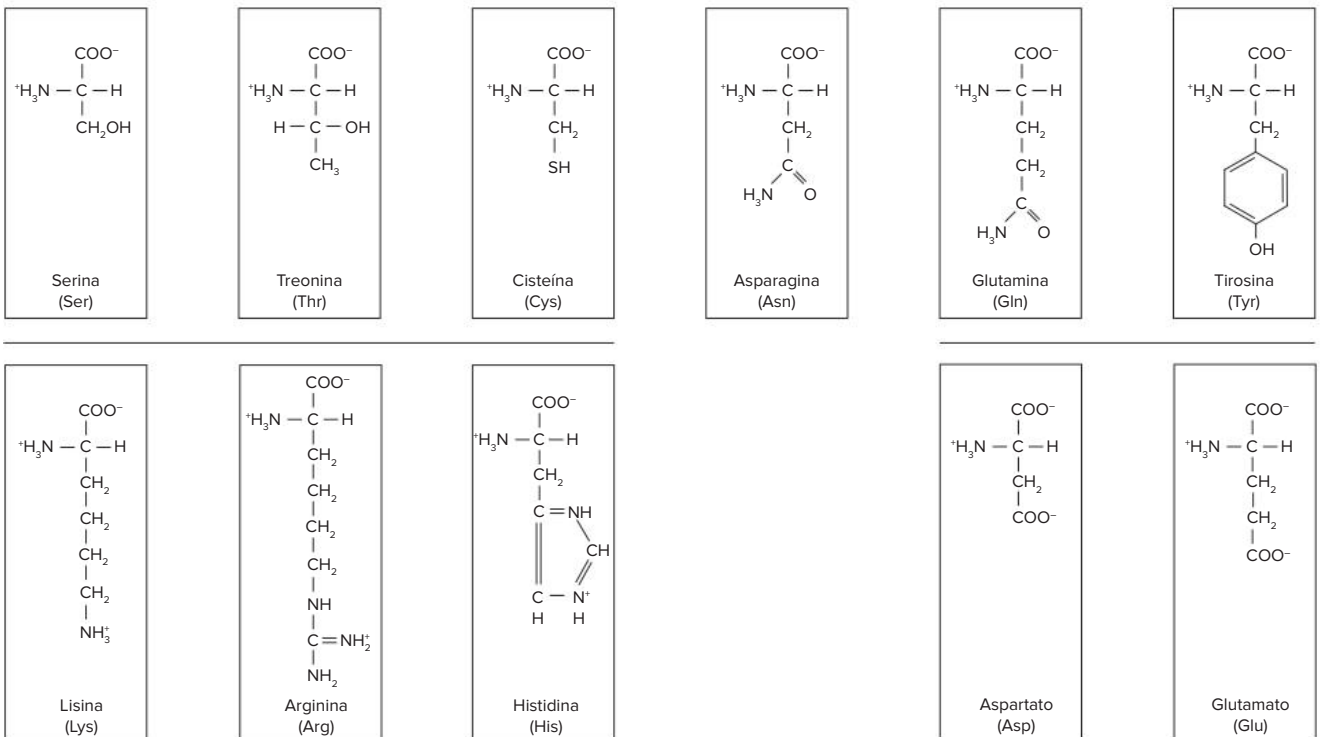 COO⁻
⁺H₃N — C — H
CH₂OH
Serina
(Ser)
COO⁻
⁺H₃N — C — H
H — C — OH
CH₃
Treonina
(Thr)
COO⁻
⁺H₃N — C — H
CH₂
SH
Cisteína
(Cys)
COO⁻
⁺H₃N — C — H
CH₂
C
H₃N O
Asparagina
(Asn)
COO⁻
⁺H₃N — C — H
CH₂
CH₂
C
H₃N O
Glutamina
(Gln)
COO⁻
⁺H₃N — C — H
CH₂
OH
Tirosina
(Tyr)
COO⁻
⁺H₃N — C — H
CH₂
CH₂
CH₂
CH₂
NH₃⁺
Lisina
(Lys)
COO⁻
⁺H₃N — C — H
CH₂
CH₂
CH₂
CH₂
NH
C = NH₂⁺
NH₂
Arginina
(Arg)
COO⁻
⁺H₃N — C — H
CH₂
C = NH
CH
C — N⁺
H H
Histidina
(His)
COO⁻
⁺H₃N — C — H
CH₂
COO⁻
Aspartato
(Asp)
COO⁻
⁺H₃N — C — H
CH₂
CH₂
COO⁻
Glutamato
(Glu)